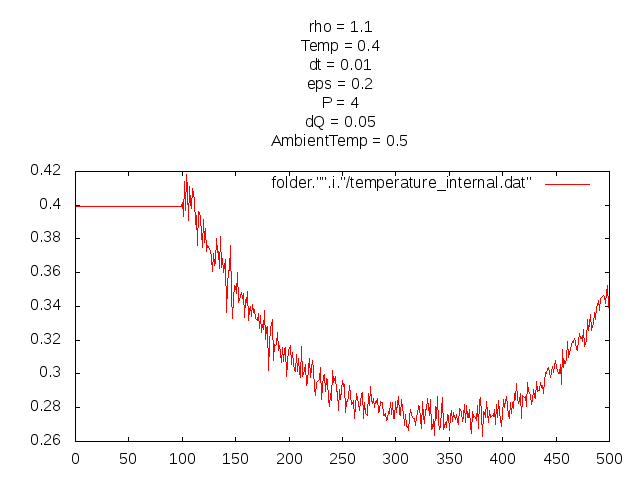 rho = 1.1
Temp = 0.4
dt = 0.01
eps = 0.2
P = 4
dQ = 0.05
AmbientTemp = 0.5
folder."".i."/temperature_internal.dat"
0.42
0.4
0.38
0.36
0.34
0.32
0.3
0.28
0.26
0 50 100 150 200 250 300 350 400 450 500